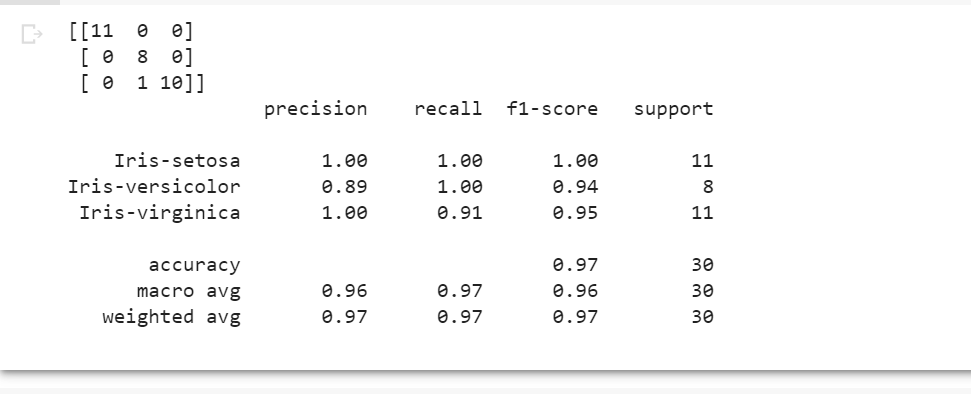 [[11  0  0]
 [ 0  8  0]
 [ 0  1 10]]
                 precision    recall  f1-score   support

    Iris-setosa       1.00      1.00      1.00        11
Iris-versicolor       0.89      1.00      0.94         8
 Iris-virginica       1.00      0.91      0.95        11

       accuracy                           0.97        30
      macro avg       0.96      0.97      0.96        30
   weighted avg       0.97      0.97      0.97        30